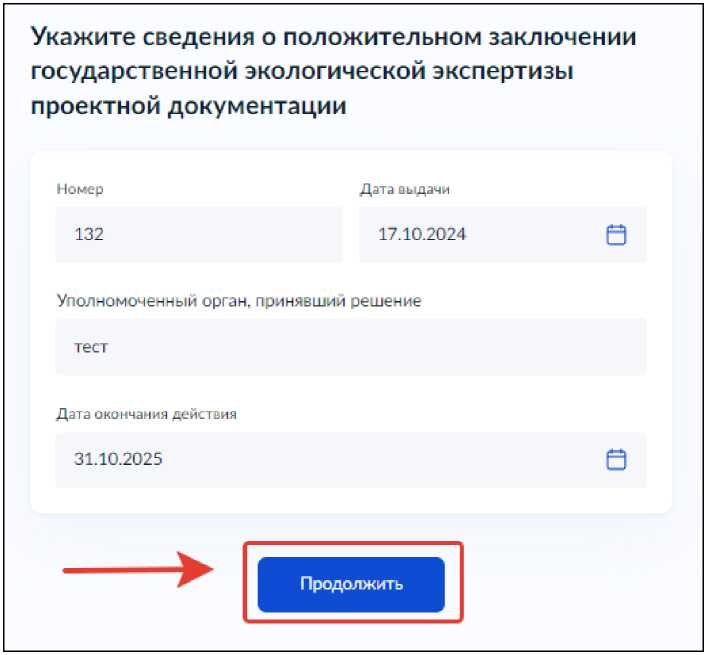 Укажите сведения о положительном заключении
государственной экологической экспертизы
проектной документации
Номер
Дата выдачи
132
17.10.2024
Уполномоченный орган, принявший решение
тест
Дата окончания действия
31.10.2025
Продолжить